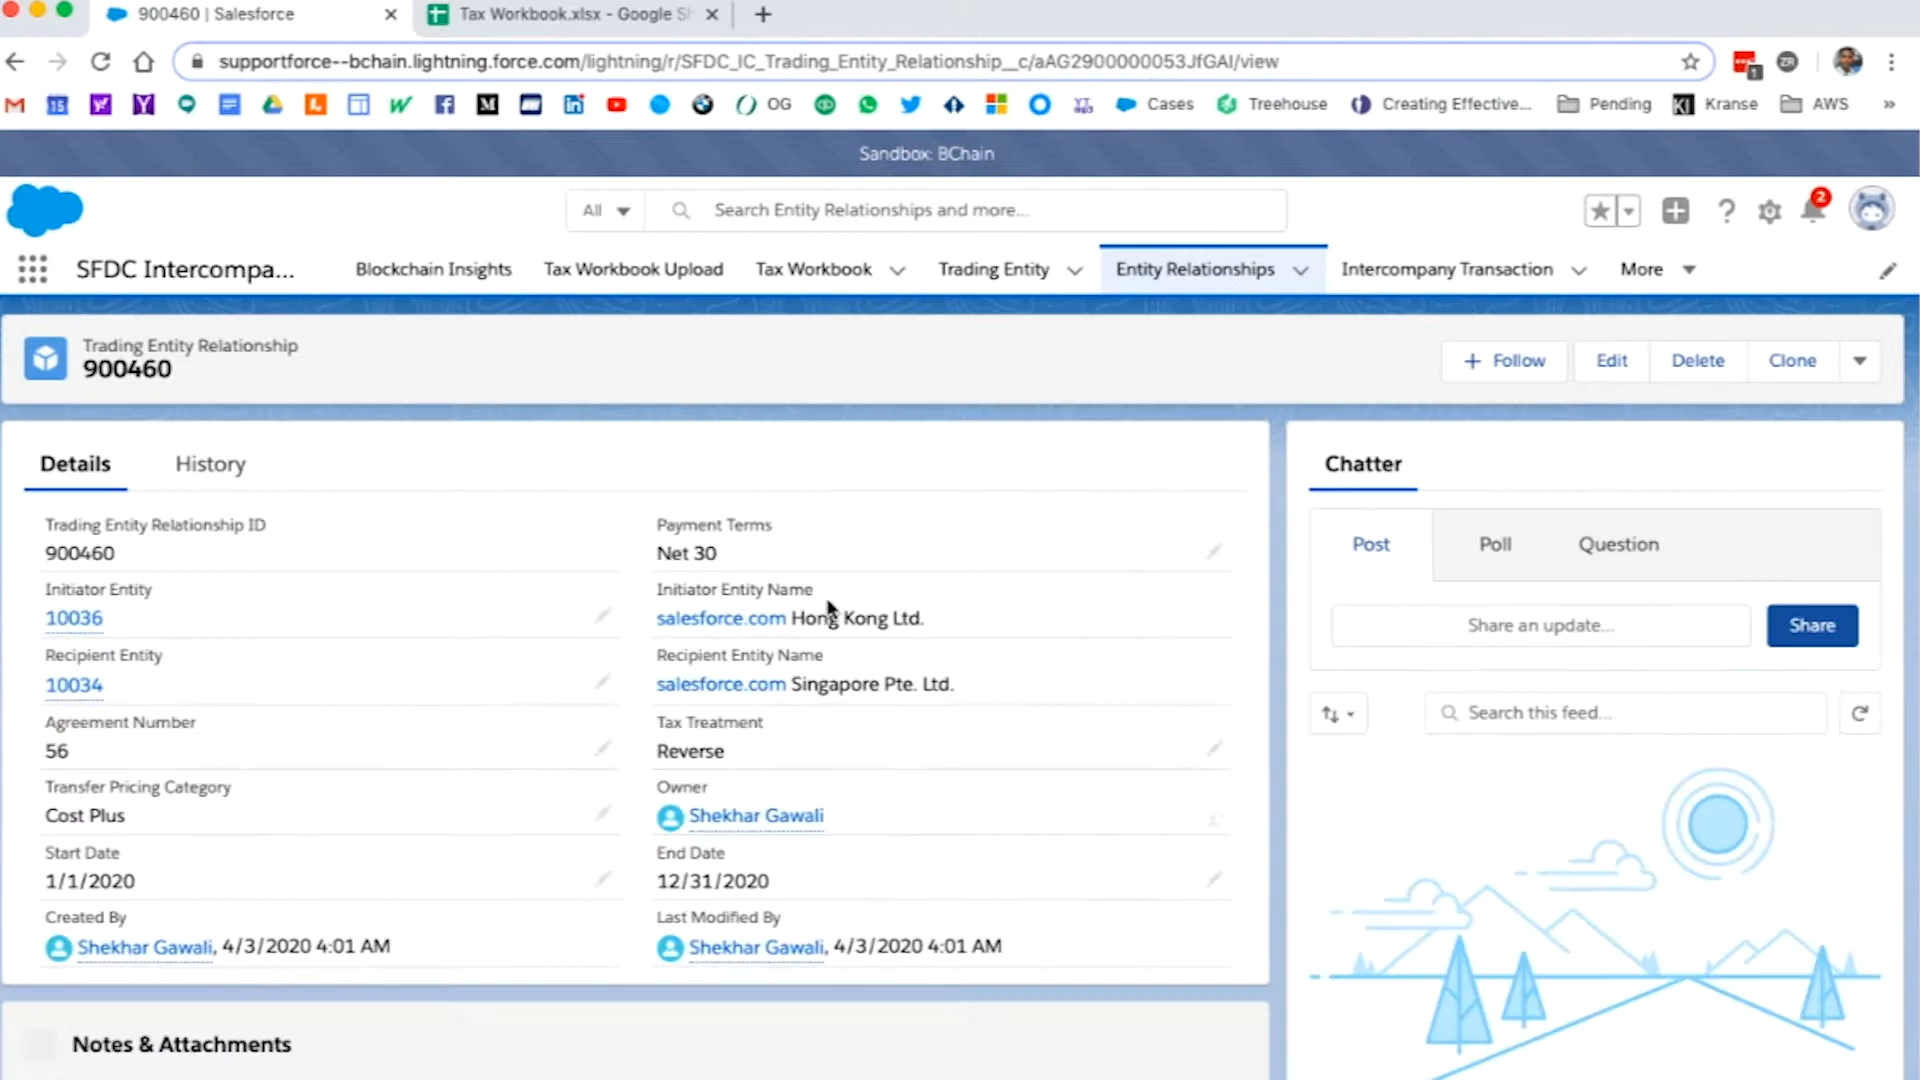 900460 | Salesforce
Tax Workbook.xlsx - Google S
supportforce--bchain.lightning.force.com/lightning/r/SFDC_IC_Trading_Entity_Relationship__c/aAG2900000053JfGAI/view
1
ZR
15
OG
Cases
Treehouse
Creating Effective...
Pending
KI Kranse
AWS
»
Sandbox: BChain
All
Search Entity Relationships and more...
2
SFDC Intercompa...
Blockchain Insights
Tax Workbook Upload
Tax Workbook
Trading Entity
Entity Relationships
Intercompany Transaction
More
Trading Entity Relationship
900460
+ Follow
Edit
Delete
Clone
Details
History
Trading Entity Relationship ID
900460
Payment Terms
Net 30
Initiator Entity
10036
Initiator Entity Name
salesforce.com Hong Kong Ltd.
Recipient Entity
10034
Recipient Entity Name
salesforce.com Singapore Pte. Ltd.
Agreement Number
56
Tax Treatment
Reverse
Transfer Pricing Category
Cost Plus
Owner
Shekhar Gawali
Start Date
1/1/2020
End Date
12/31/2020
Created By
Shekhar Gawali, 4/3/2020 4:01 AM
Last Modified By
Shekhar Gawali, 4/3/2020 4:01 AM
Notes & Attachments
Chatter
Post
Poll
Question
Share an update...
Share
Search this feed...